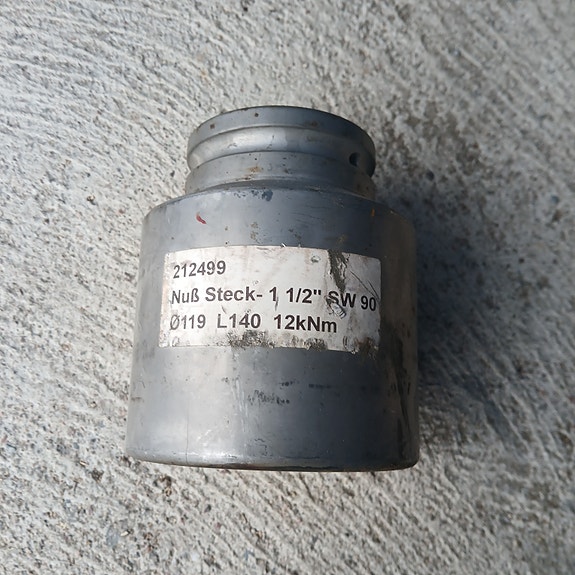 212499
Nuß Steck- 1 1/2" SW 90
Ø119 L140 12kNm